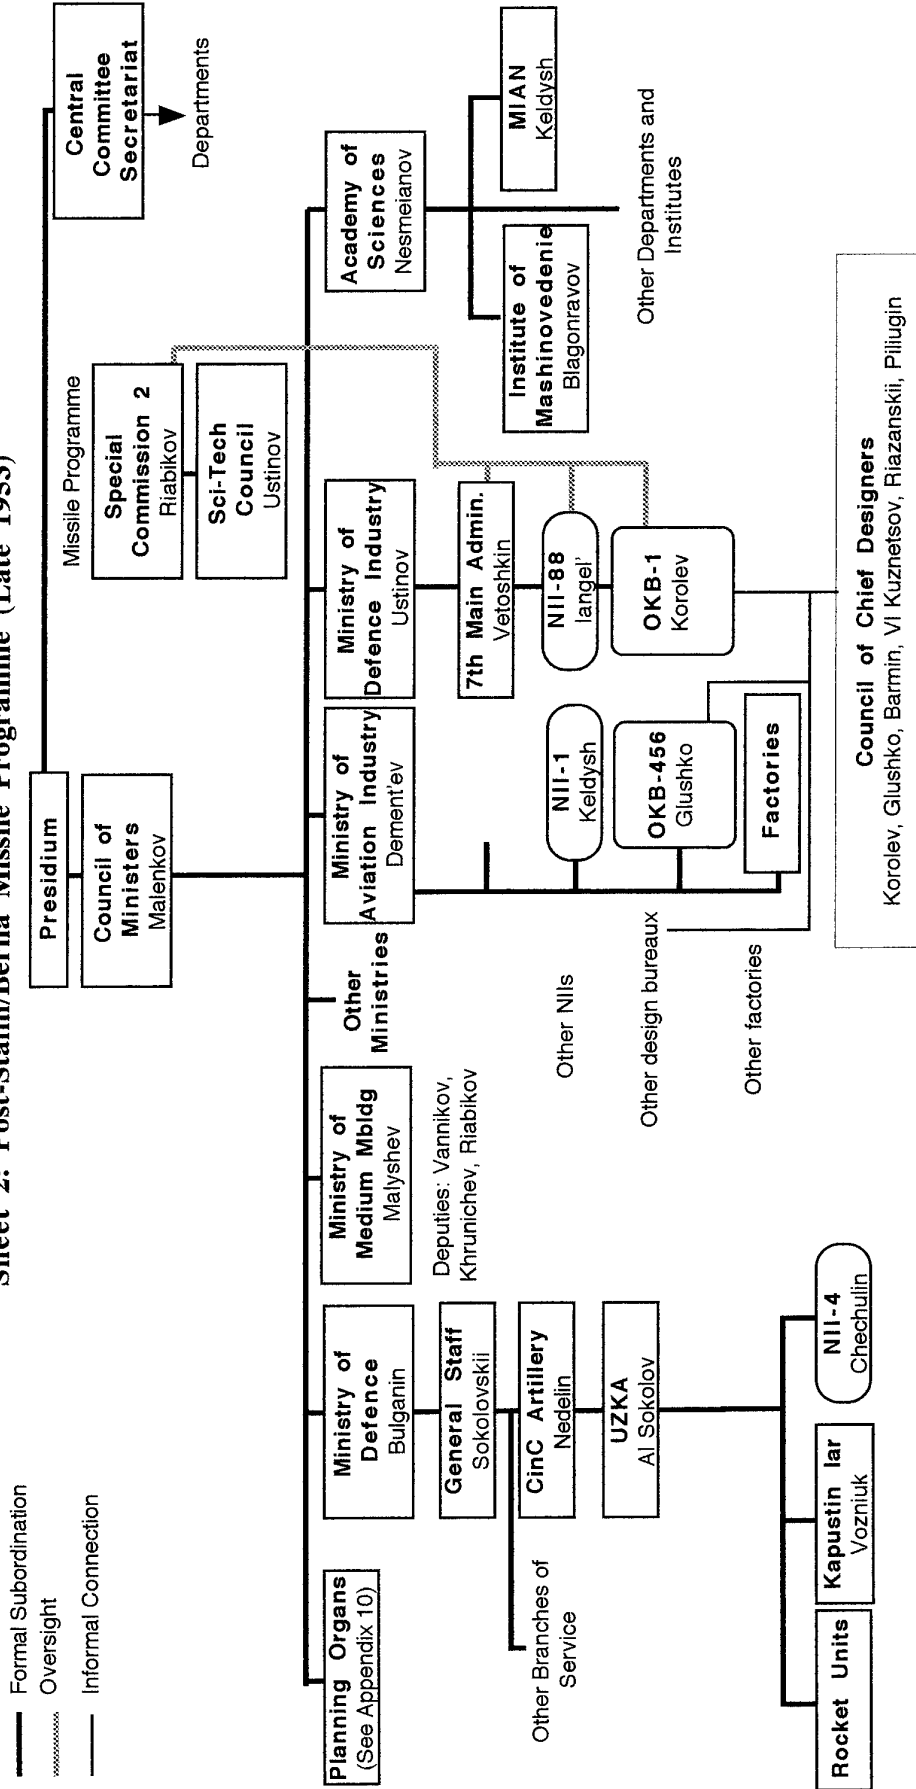 Sheet 2: Post-Stalin/Beria Missile Programme (Late 1953)
Formal Subordination
Oversight
Informal Connection
Presidium
Council of
Ministers
Malenkov
Central
Committee
Secretariat
Departments
Missile Programme
Special
Commission 2
Riabikov
Sci-Tech
Council
Ustinov
Planning Organs
(See Appendix 10)
Ministry of
Defence
Bulganin
Ministry of
Medium Mbldg
Malyshev
Other
Ministries
Ministry of
Aviation Industry
Dement'ev
Ministry of
Defence Industry
Ustinov
Academy of
Sciences
Nesmeianov
Deputies: Vannikov,
Khrunichev, Riabikov
General Staff
Sokolovskii
CinC Artillery
Nedelin
Other Branches of
Service
UZKA
AI Sokolov
Rocket Units
Kapustin Iar
Vozniuk
NII-4
Chechulin
Other NIIs
NII-1
Keldysh
Other design bureaux
OKB-456
Glushko
Other factories
Factories
7th Main Admin.
Vetoshkin
NII-88
Iangel'
OKB-1
Korolev
Institute of
Mashinovedenie
Blagonravov
MIAN
Keldysh
Other Departments and
Institutes
Council of Chief Designers
Korolev, Glushko, Barmin, VI Kuznetsov, Riazanskii, Piliugin